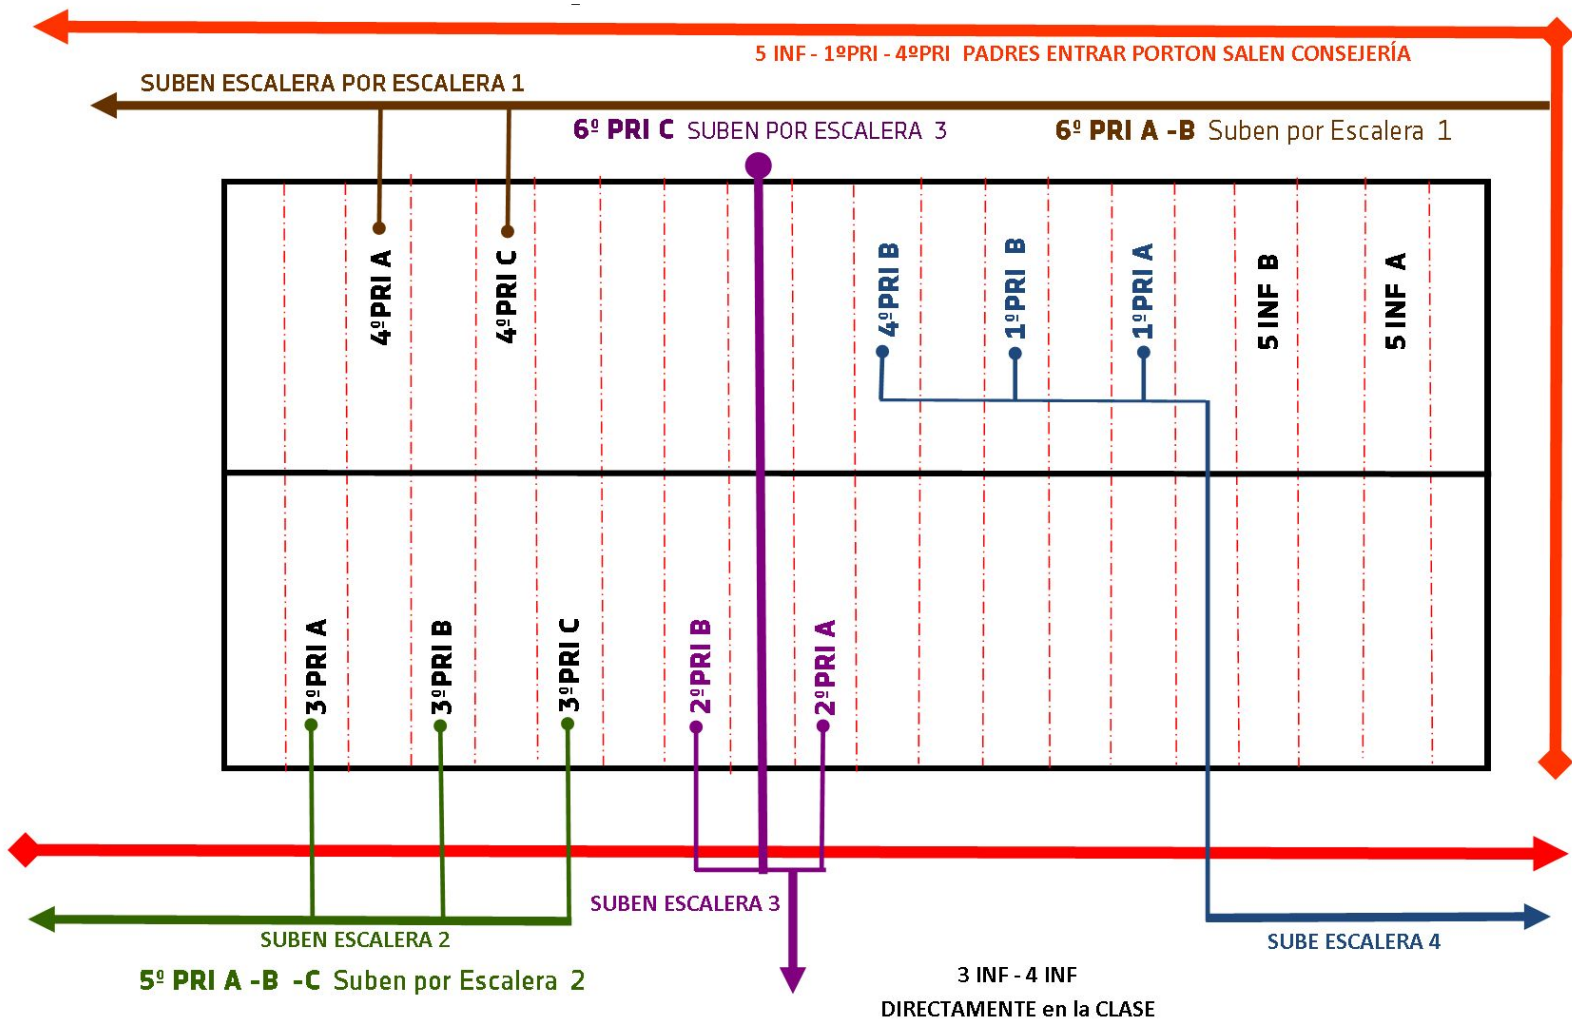 5 INF - 1ºPRI - 4ºPRI  PADRES ENTRAR PORTON SALEN CONSEJERÍA
SUBEN ESCALERA POR ESCALERA 1
6º PRI C  SUBEN POR ESCALERA  3
6º PRI A -B  Suben por Escalera  1
4ºPRI A
4ºPRI C
4ºPRI B
1ºPRI  B
1ºPRI A
5 INF  B
5 INF  A
3ºPRI A
3ºPRI B
3ºPRI C
2ºPRI B
2ºPRI A
SUBEN ESCALERA 3
SUBEN ESCALERA 2
SUBE ESCALERA 4
5º PRI A -B  -C  Suben por Escalera  2
3 INF - 4 INF
DIRECTAMENTE en la CLASE